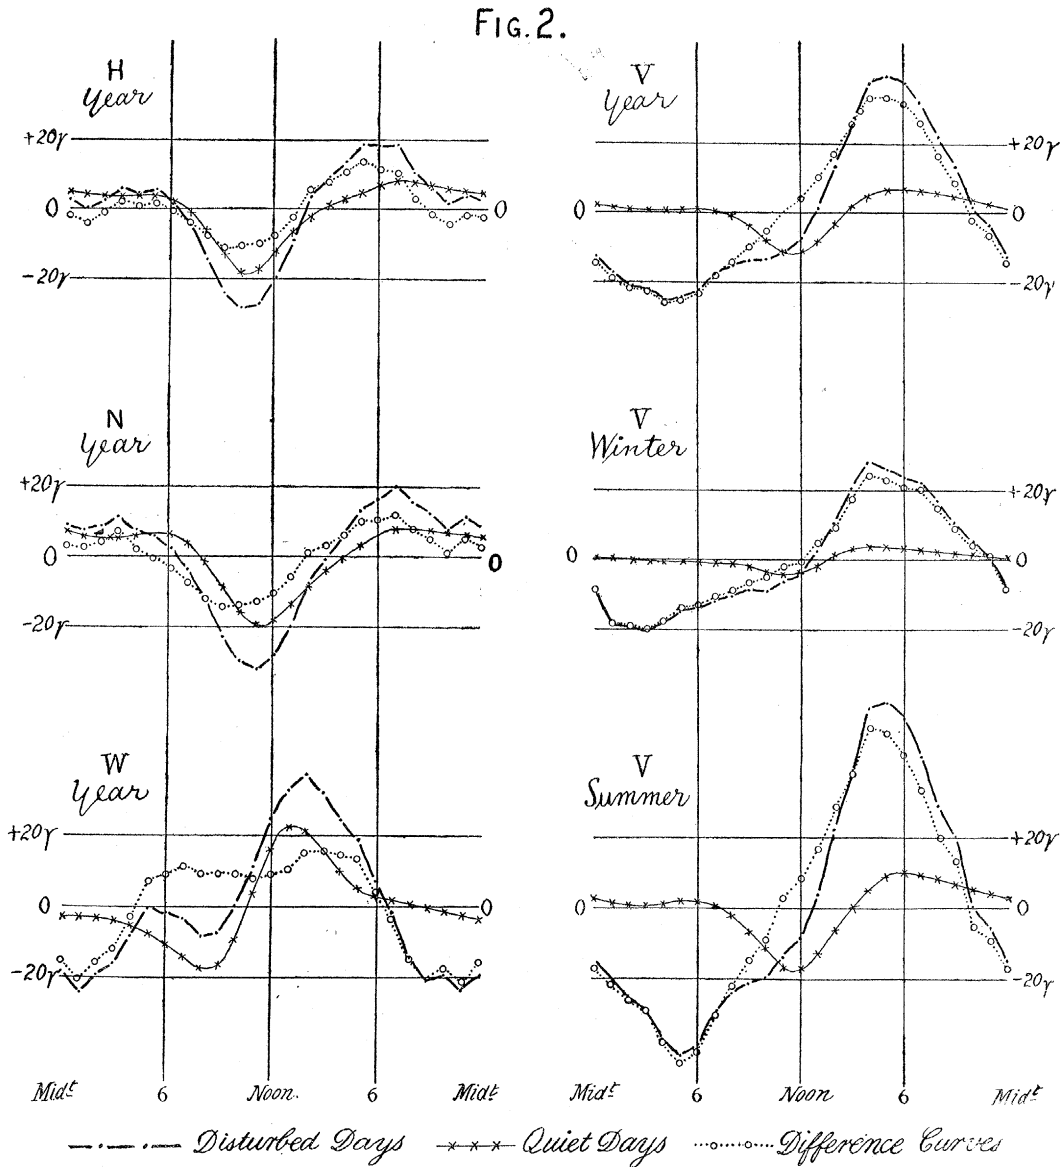 FIG. 2.
H
Year
+20γ
0
0
-20γ
N
Year
+20γ
0
0
-20γ
W
Year
+20γ
0
0
-20γ
Midt 6 Noon. 6 Midt
V
Year
+20γ
0
0
-20γ
V
Winter
+20γ
0
0
-20γ
V
Summer
+20γ
0
0
-20γ
Midt 6 Noon 6 Midt
Disturbed Days Quiet Days Difference Curves